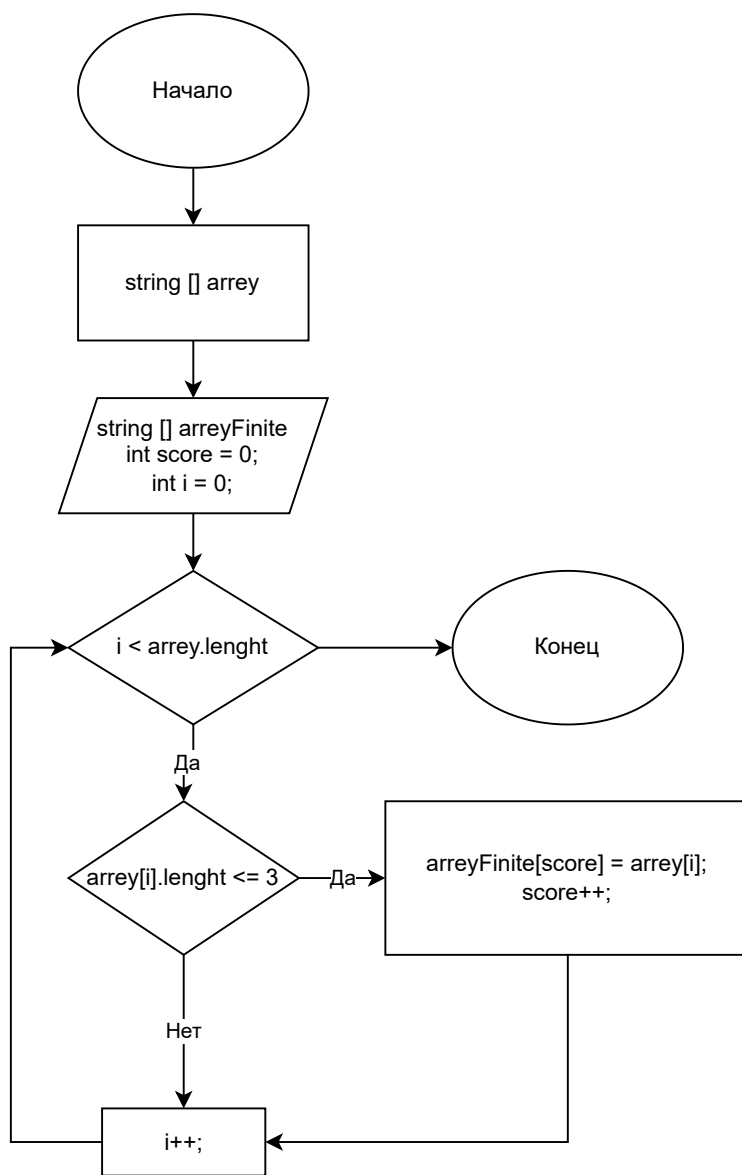 Начало
string [] arrey
string [] arreyFinite
int score = 0;
int i = 0;
i < arrey.lenght
Конец
Да
arrey[i].lenght <= 3
Да
arreyFinite[score] = arrey[i];
score++;
Нет
i++;